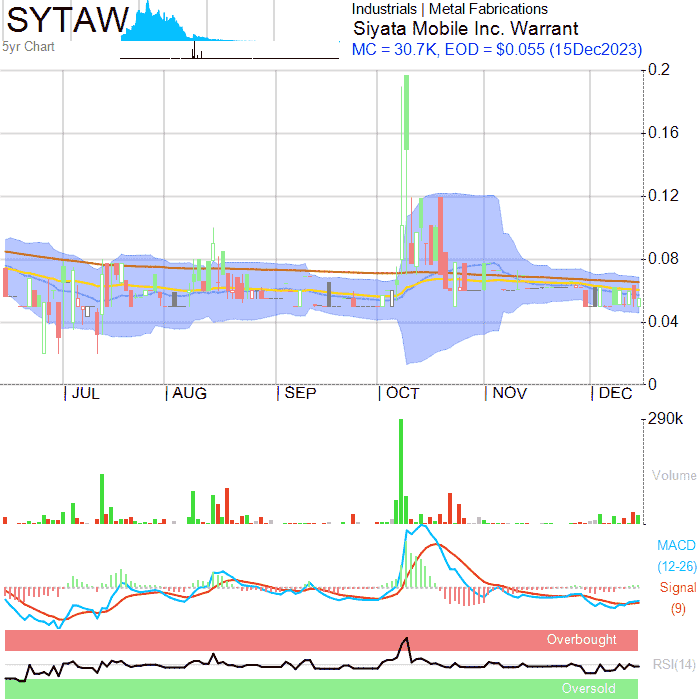 SYTAW
5yr Chart
Industrials | Metal Fabrications
Siyata Mobile Inc. Warrant
MC = 30.7K, EOD = $0.055 (15Dec2023)
0.2
0.16
0.12
0.08
0.04
0
JUL AUG SEP OCT NOV DEC
290k
Volume
MACD
(12-26)
Signal
(9)
Overbought
RSI(14)
Oversold